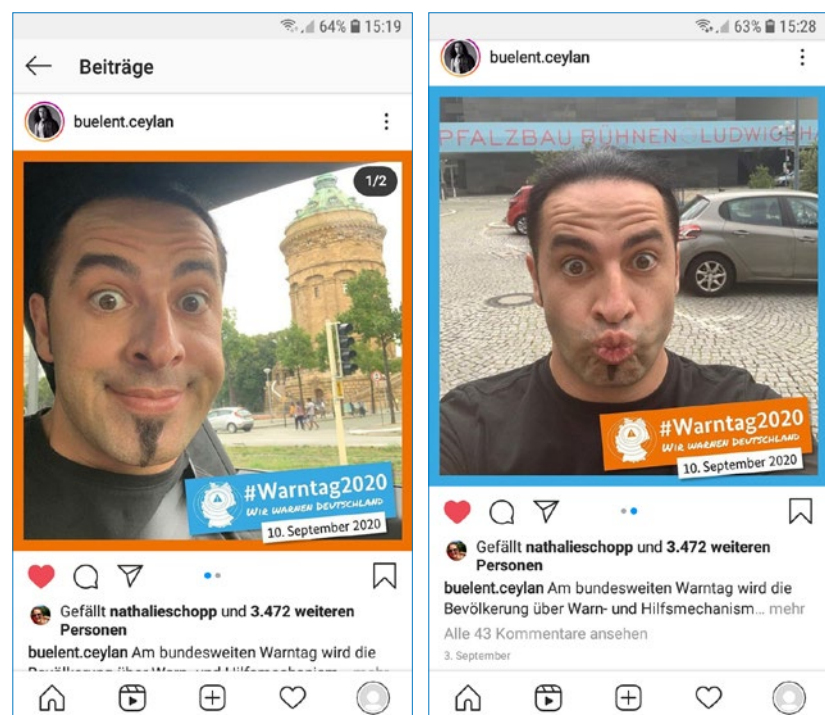 64% 15:19
Beiträge
buelent.ceylan
1/2
#Warntag2020
WIR WARNEN DEUTSCHLAND
10. September 2020
Gefällt nathalieschopp und 3.472 weiteren
Personen
buelent.ceylan Am bundesweiten Warntag wird die
63% 15:28
buelent.ceylan
PFALZBAU BÜHNEN LUDWIGSHA
#Warntag2020
WIR WARNEN DEUTSCHLAND
10. September 2020
Gefällt nathalieschopp und 3.472 weiteren
Personen
buelent.ceylan Am bundesweiten Warntag wird die
Bevölkerung über Warn- und Hilfsmechanism... mehr
Alle 43 Kommentare ansehen
3. September